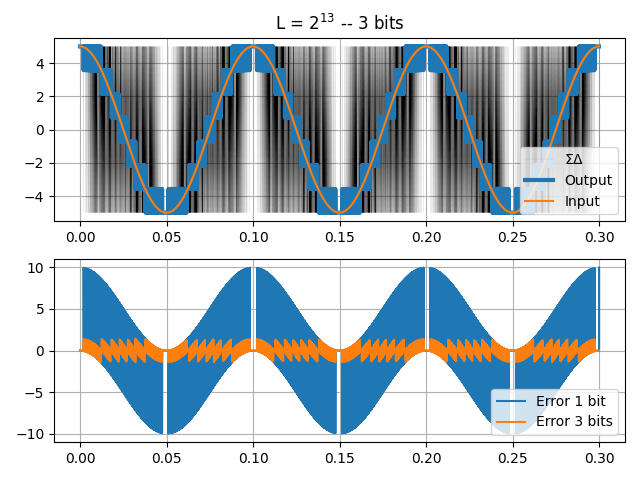 L = 2^13 -- 3 bits
4
2
0
−2
−4
ΣΔ
Output
Input
0.00 0.05 0.10 0.15 0.20 0.25 0.30
10
5
0
−5
−10
Error 1 bit
Error 3 bits
0.00 0.05 0.10 0.15 0.20 0.25 0.30